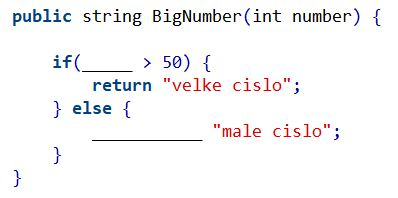 public string BigNumber(int number) {
if(_____ > 50) {
return "velke cislo";
} else {
___________ "male cislo";
}
}